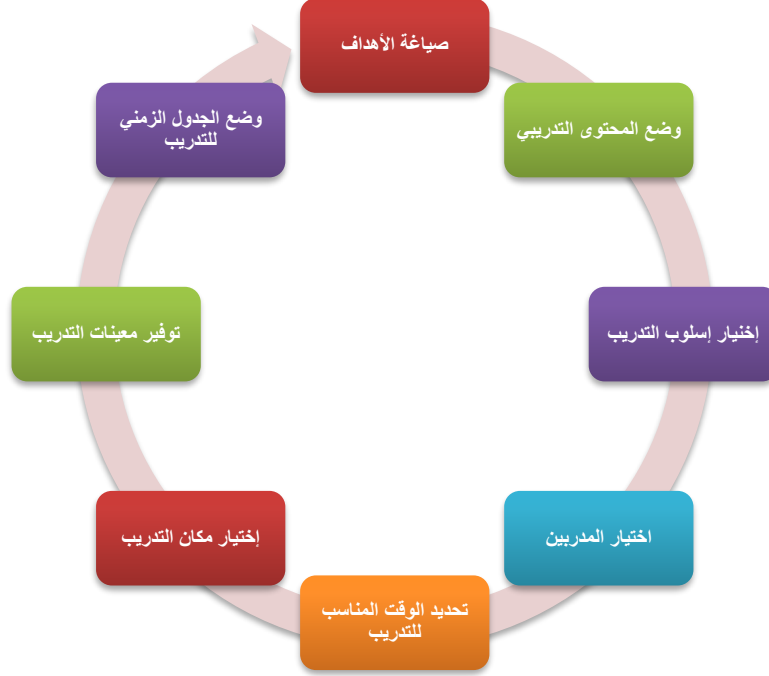 صياغة الأهداف
وضع المحتوى التدريبي
إختيار إسلوب التدريب
اختيار المدربين
تحديد الوقت المناسب
للتدريب
إختيار مكان التدريب
توفير معينات التدريب
وضع الجدول الزمني
للتدريب